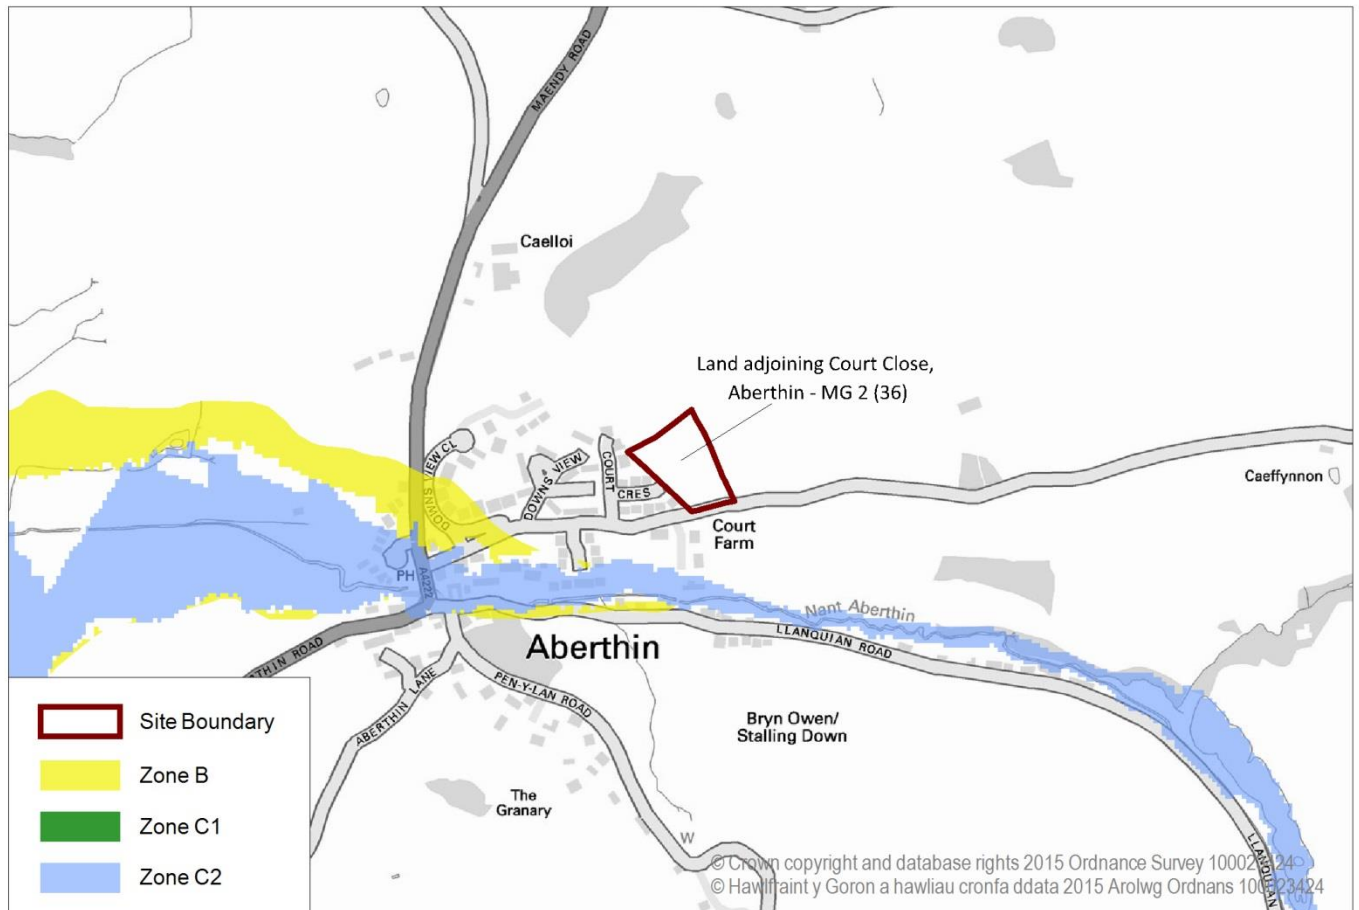 MAENDY ROAD
Caelloi
Land adjoining Court Close,
Aberthin - MG 2 (36)
DOWNS VIEW CL
DOWNS VIEW
COURT
CRES
Caeffynnon
Court
Farm
PH
A4222
Nant Aberthin
Aberthin
LLANQUIAN ROAD
THIN ROAD
ABERTHIN LANE
PEN-Y-LAN ROAD
Bryn Owen/
Stalling Down
The
Granary
W
LLANQUIAN
Site Boundary
Zone B
Zone C1
Zone C2
© Crown copyright and database rights 2015 Ordnance Survey
© Hawlfraint y Goron a hawliau cronfa ddata 2015 Arolwg Ordnans